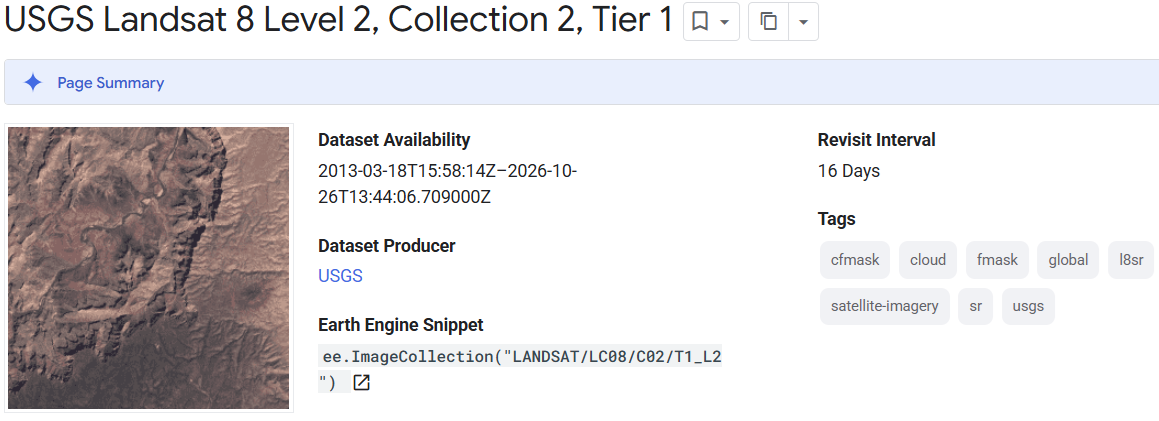 USGS Landsat 8 Level 2, Collection 2, Tier 1
Page Summary
Dataset Availability
2013-03-18T15:58:14Z–2026-10-
26T13:44:06.709000Z
Dataset Producer
USGS
Earth Engine Snippet
ee.ImageCollection("LANDSAT/LC08/C02/T1_L2
")
Revisit Interval
16 Days
Tags
cfmask cloud fmask global l8sr
satellite-imagery sr usgs